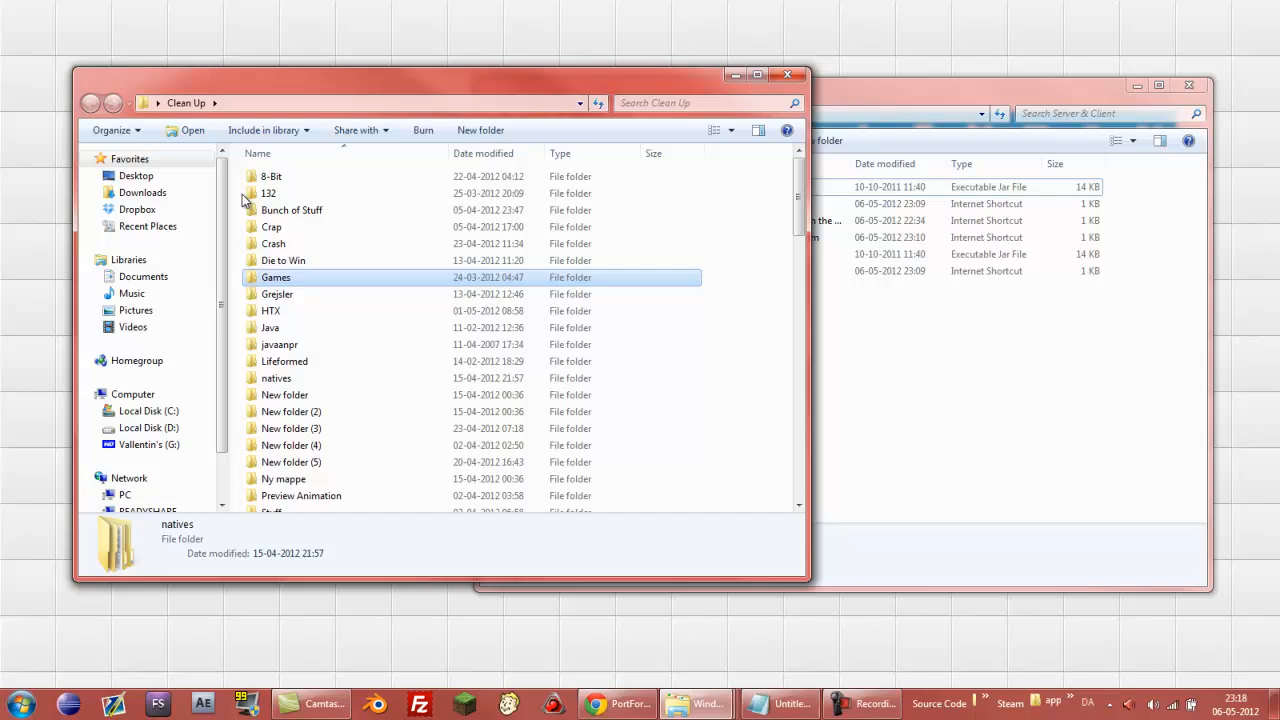 Clean Up
Search Clean Up
Search Server & Client
Organize Include in library Share with Burn New folder
folder
Favorites
Desktop
Downloads
Dropbox
Recent Places
Libraries
Documents
Music
Pictures
Videos
Homegroup
Computer
Local Disk (C:)
Local Disk (D:)
Vallentin's (G:)
Network
PC
READYSHARE
Name Date modified Type Size
8-Bit 22-04-2012 04:12 File folder
132 25-03-2012 20:09 File folder
Bunch of Stuff 05-04-2012 23:47 File folder
Crap 05-04-2012 17:00 File folder
Crash 23-04-2012 11:34 File folder
Die to Win 13-04-2012 11:20 File folder
Games 24-03-2012 04:47 File folder
Grejsler 13-04-2012 12:46 File folder
HTX 01-05-2012 08:58 File folder
Java 11-02-2012 12:36 File folder
javaanpr 11-04-2007 17:34 File folder
Lifeformed 14-02-2012 18:29 File folder
natives 15-04-2012 21:57 File folder
New folder 15-04-2012 00:36 File folder
New folder (2) 15-04-2012 00:36 File folder
New folder (3) 23-04-2012 07:18 File folder
New folder (4) 02-04-2012 02:50 File folder
New folder (5) 20-04-2012 16:43 File folder
Ny mappe 15-04-2012 00:36 File folder
Preview Animation 02-04-2012 03:58 File folder
Stuff File folder
Date modified Type Size
10-10-2011 11:40 Executable Jar File 14 KB
06-05-2012 23:09 Internet Shortcut 1 KB
n the ... 06-05-2012 22:34 Internet Shortcut 1 KB
06-05-2012 23:10 Internet Shortcut 1 KB
10-10-2011 11:40 Executable Jar File 14 KB
06-05-2012 23:09 Internet Shortcut 1 KB
natives
File folder
Date modified: 15-04-2012 21:57
FS AE 99 Camtas... Fz PortFor... Wind... Untitle... Recordi... Source Code » Steam app » DA
23:18
06-05-2012